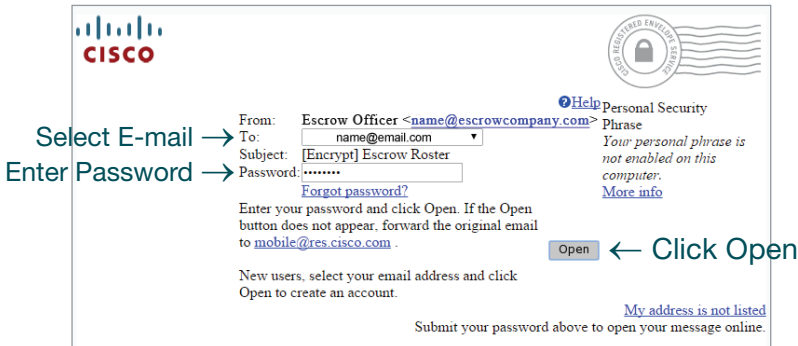 CISCO
CISCO REGISTERED ENVELOPE SERVICE
Help
From: Escrow Officer <name@escrowcompany.com>
Personal Security
Phrase
Your personal phrase is
not enabled on this
computer.
More info
Select E-mail → To: name@email.com
Subject: [Encrypt] Escrow Roster
Enter Password → Password: ••••••••
Forgot password?
Enter your password and click Open. If the Open
button does not appear, forward the original email
to mobile@res.cisco.com .
Open ← Click Open
New users, select your email address and click
Open to create an account.
My address is not listed
Submit your password above to open your message online.